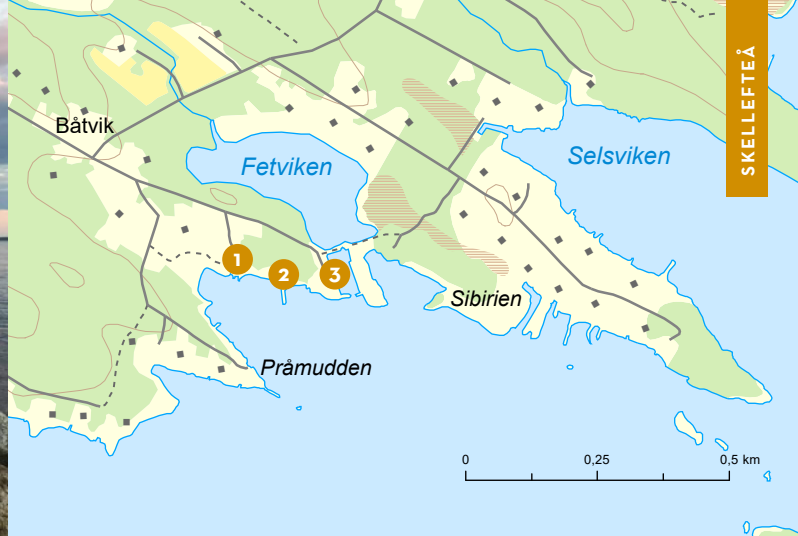 SKELLEFTEÅ
Båtvik
Fetviken
Selsviken
1
2
3
Sibirien
Pråmudden
0
0,25
0,5 km